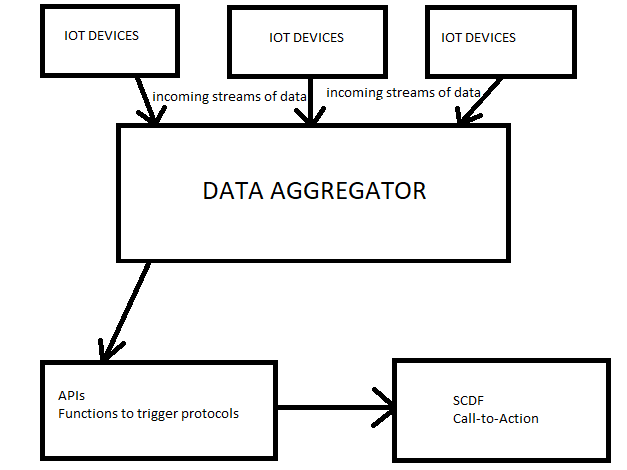 IOT DEVICES
IOT DEVICES
IOT DEVICES
incoming streams of data
incoming streams of data
DATA AGGREGATOR
APIs
Functions to trigger protocols
SCDF
Call-to-Action